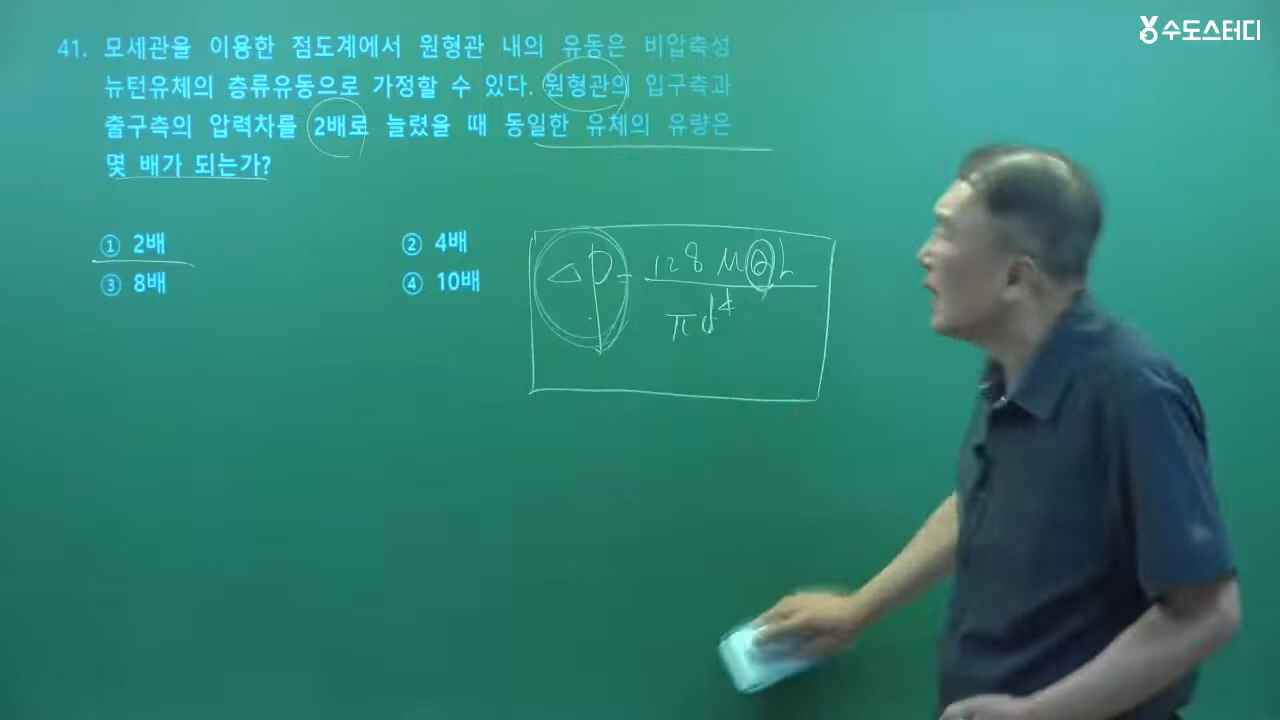 수도스터디
41. 모세관을 이용한 점도계에서 원형관 내의 유동은 비압축성
뉴턴유체의 층류유동으로 가정할 수 있다. 원형관의 입구측과
출구측의 압력차를 2배로 늘렸을 때 동일한 유체의 유량은
몇 배가 되는가?
① 2배 ② 4배
③ 8배 ④ 10배
△P = 128 μ Q L
π d⁴